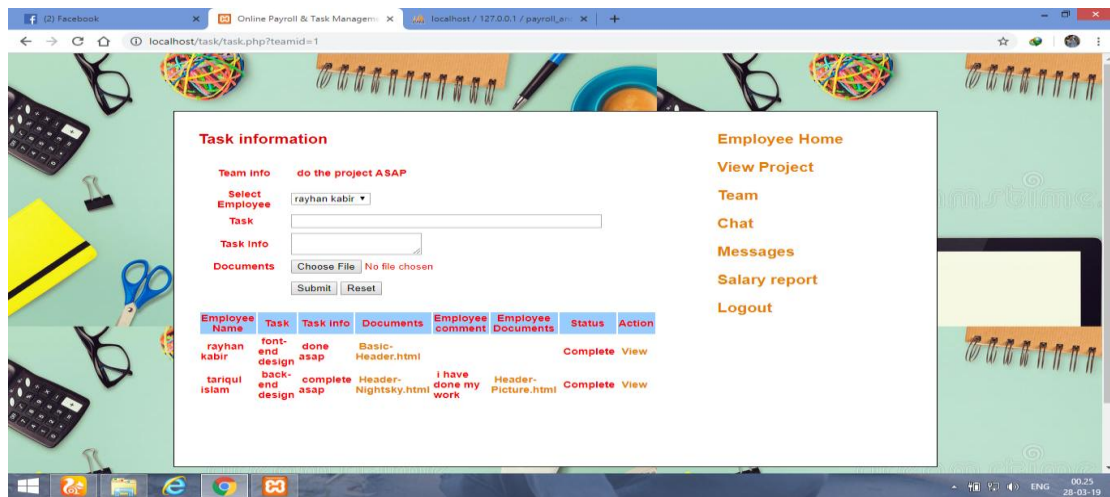 (2) Facebook
Online Payroll & Task Manageme
localhost / 127.0.0.1 / payroll_an
localhost/task/task.php?teamid=1
Task information
Team info do the project ASAP
Select Employee rayhan kabir
Task
Task info
Documents Choose File No file chosen
Submit Reset
Employee Name Task Task info Documents Employee comment Employee Documents Status Action
rayhan kabir font-end design done asap Basic-Header.html Complete View
tariqul islam back-end design complete asap Header-Nightsky.html i have done my work Header-Picture.html Complete View
Employee Home
View Project
Team
Chat
Messages
Salary report
Logout
ENG
00.25
28-03-19